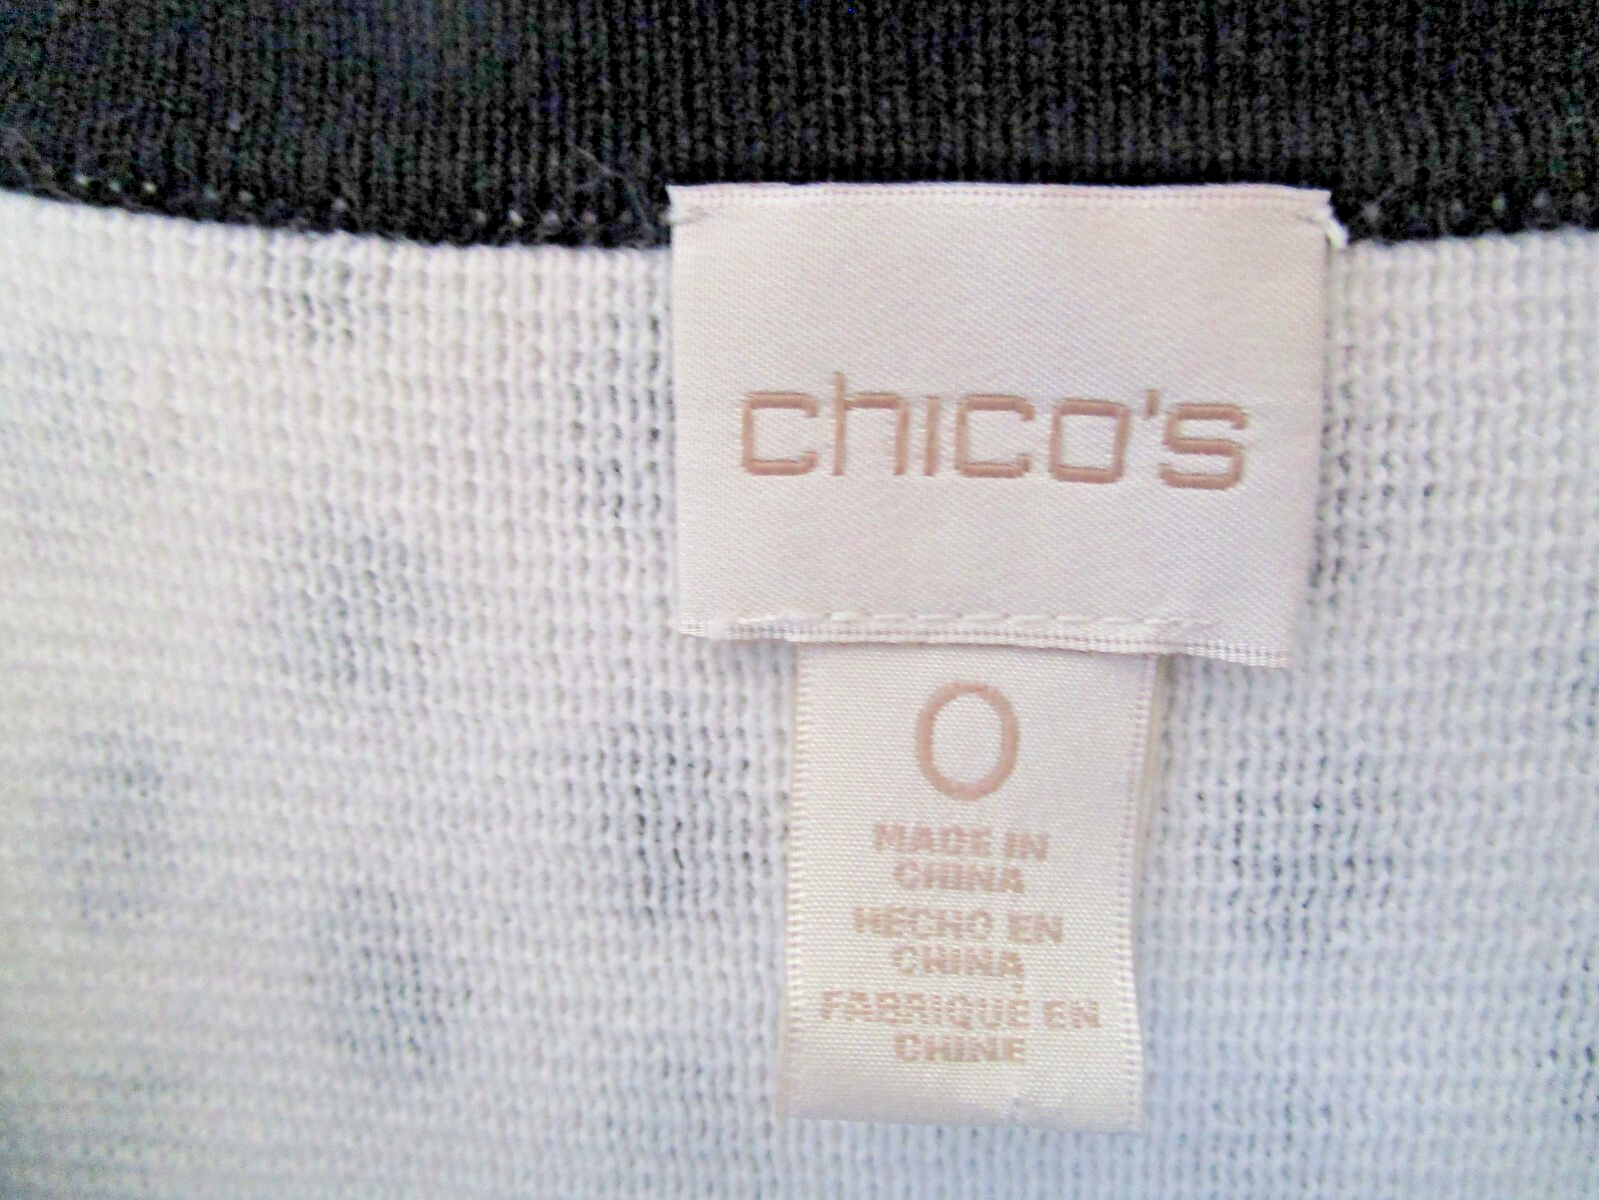 chico's
0
MADE IN
CHINA
HECHO EN
CHINA
FABRIQUE EN
CHINE